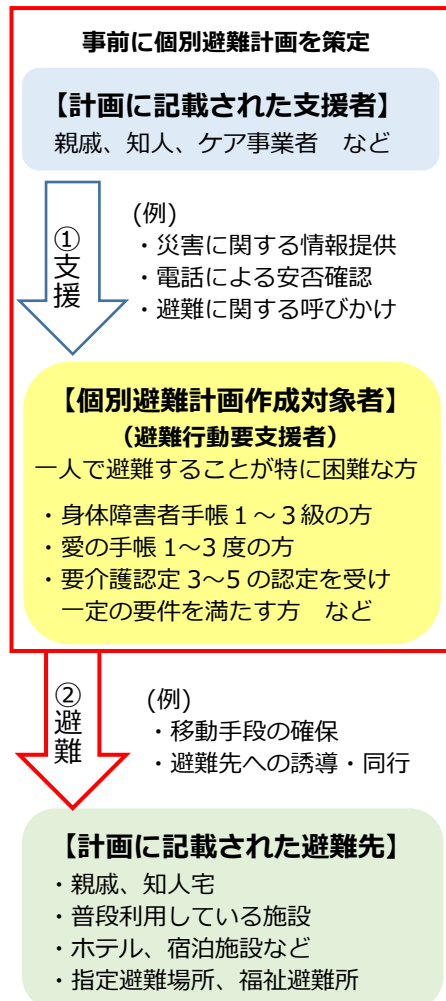 事前に個別避難計画を策定
【計画に記載された支援者】
親戚、知人、ケア事業者　など
①支援
(例)
・災害に関する情報提供
・電話による安否確認
・避難に関する呼びかけ
【個別避難計画作成対象者】
（避難行動要支援者）
一人で避難することが特に困難な方
・身体障害者手帳１～３級の方
・愛の手帳 1～3 度の方
・要介護認定 3～5 の認定を受け
一定の要件を満たす方　など
②避難
(例)
・移動手段の確保
・避難先への誘導・同行
【計画に記載された避難先】
・親戚、知人宅
・普段利用している施設
・ホテル、宿泊施設など
・指定避難場所、福祉避難所